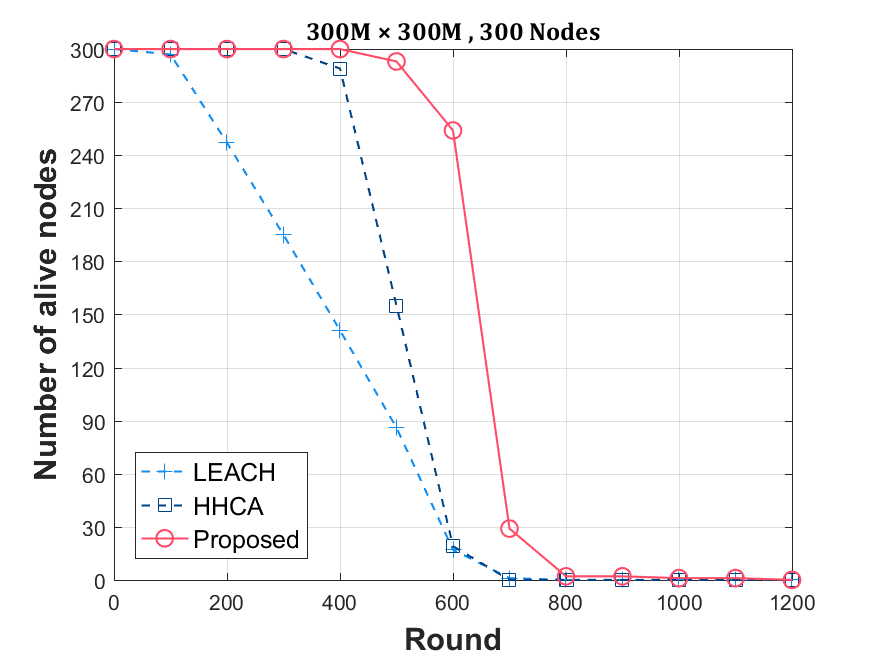 300M × 300M , 300 Nodes
Number of alive nodes
300
270
240
210
180
150
120
90
60
30
0
LEACH
HHCA
Proposed
0 200 400 600 800 1000 1200
Round